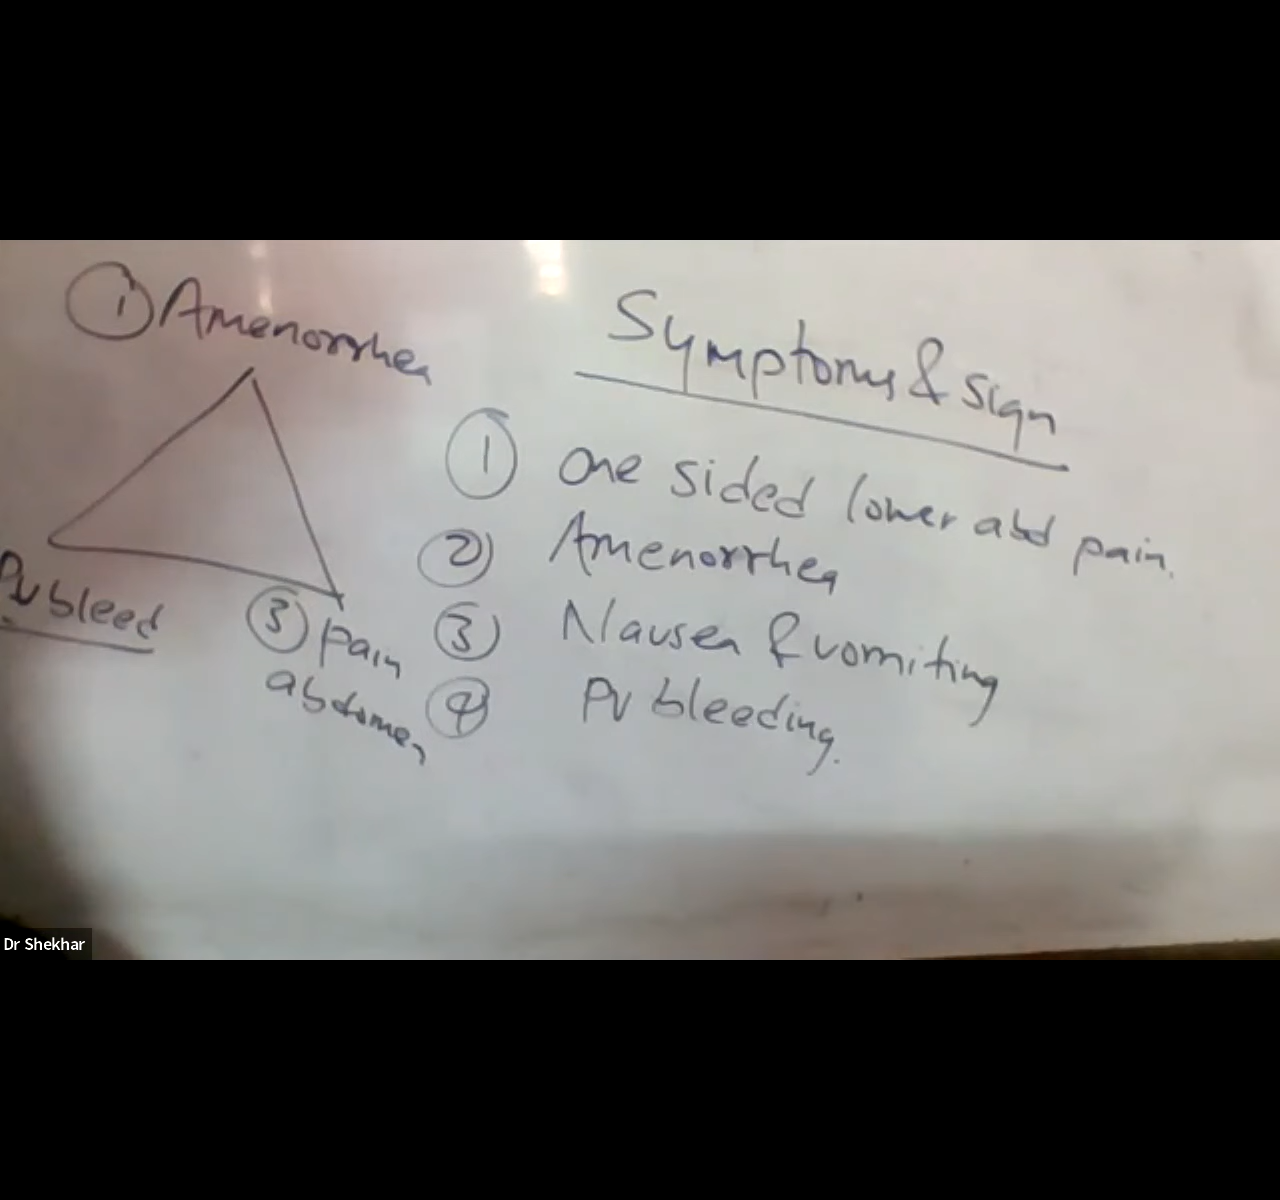 ① Amenorrhea
Pv bleed
③ pain
abdomen
Symptoms & sign
① one sided lower abd pain.
② Amenorrhea
③ Nausea & vomiting
④ Pv bleeding.
Dr Shekhar